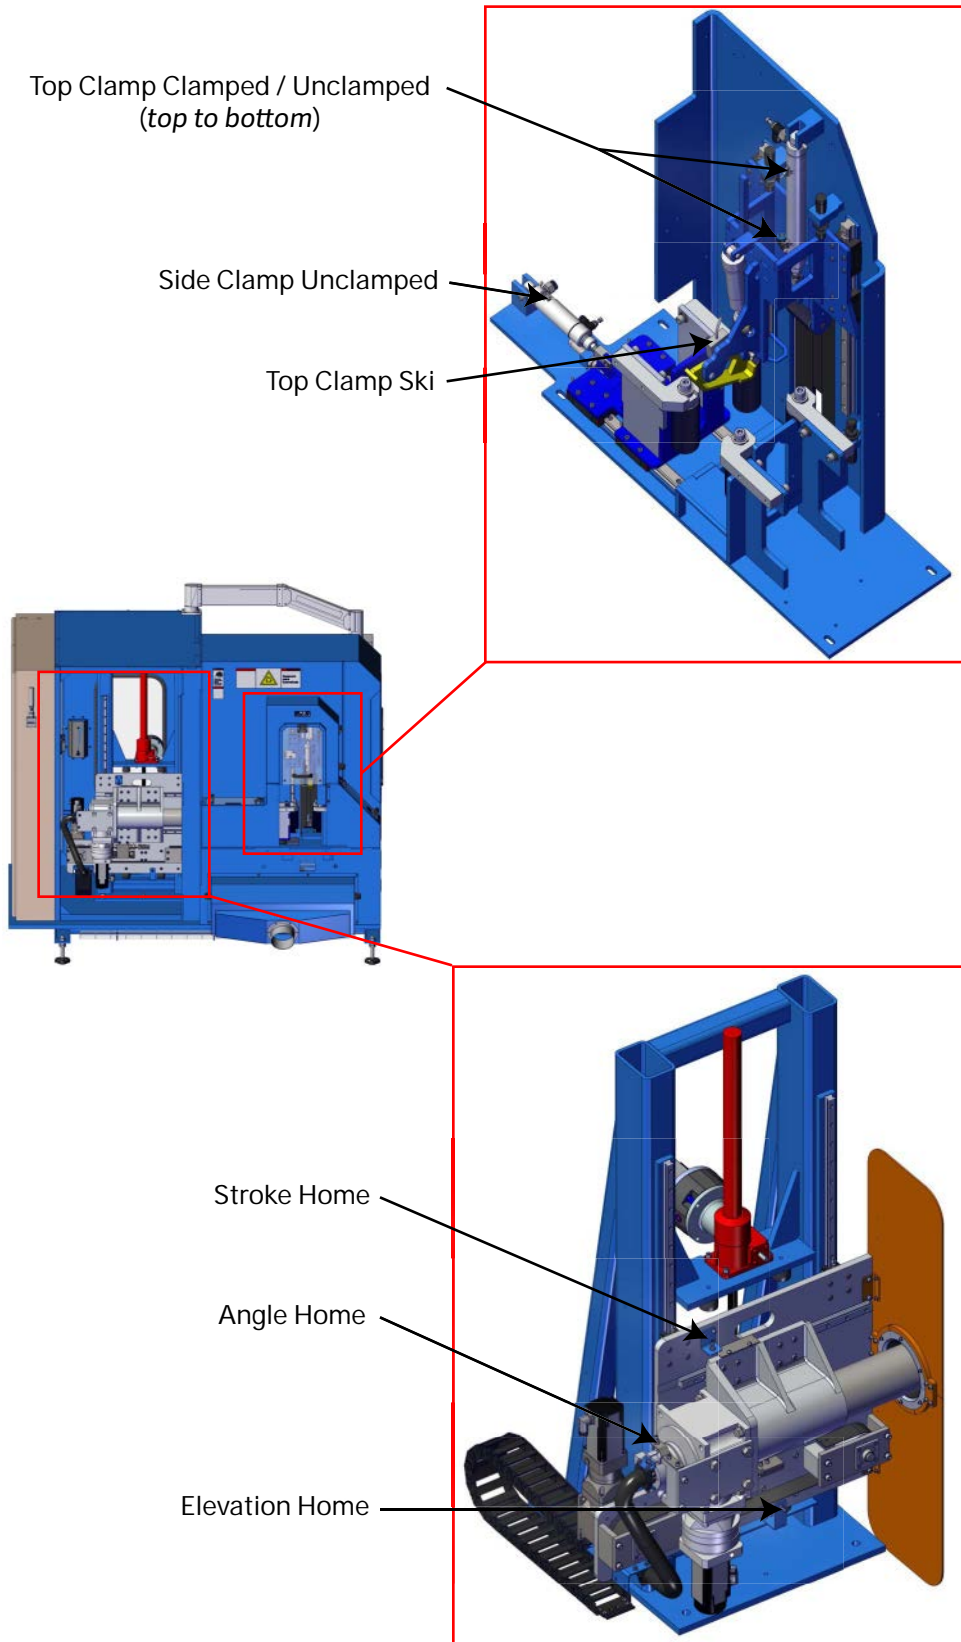 Top Clamp Clamped / Unclamped
(top to bottom)
Side Clamp Unclamped
Top Clamp Ski
Stroke Home
Angle Home
Elevation Home